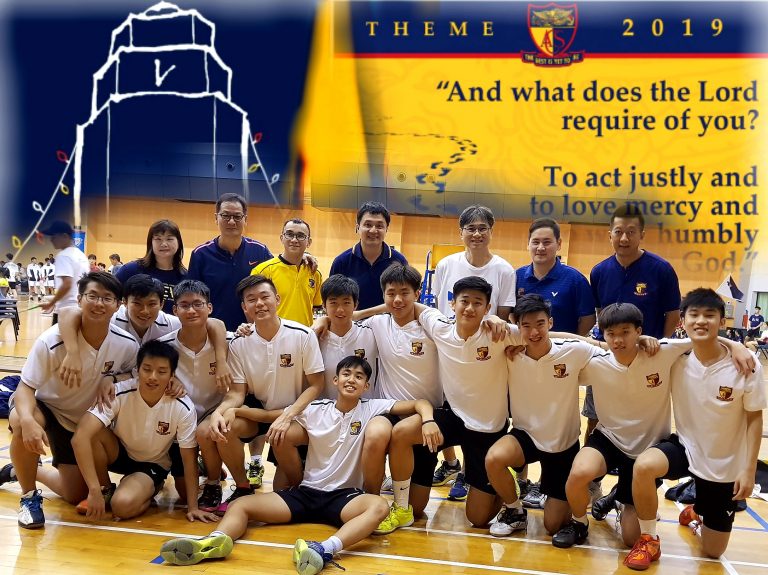 THEME 2019
ACS
THE BEST IS YET TO BE
“And what does the Lord
require of you?
To act justly and
to love mercy and
humbly
God.”